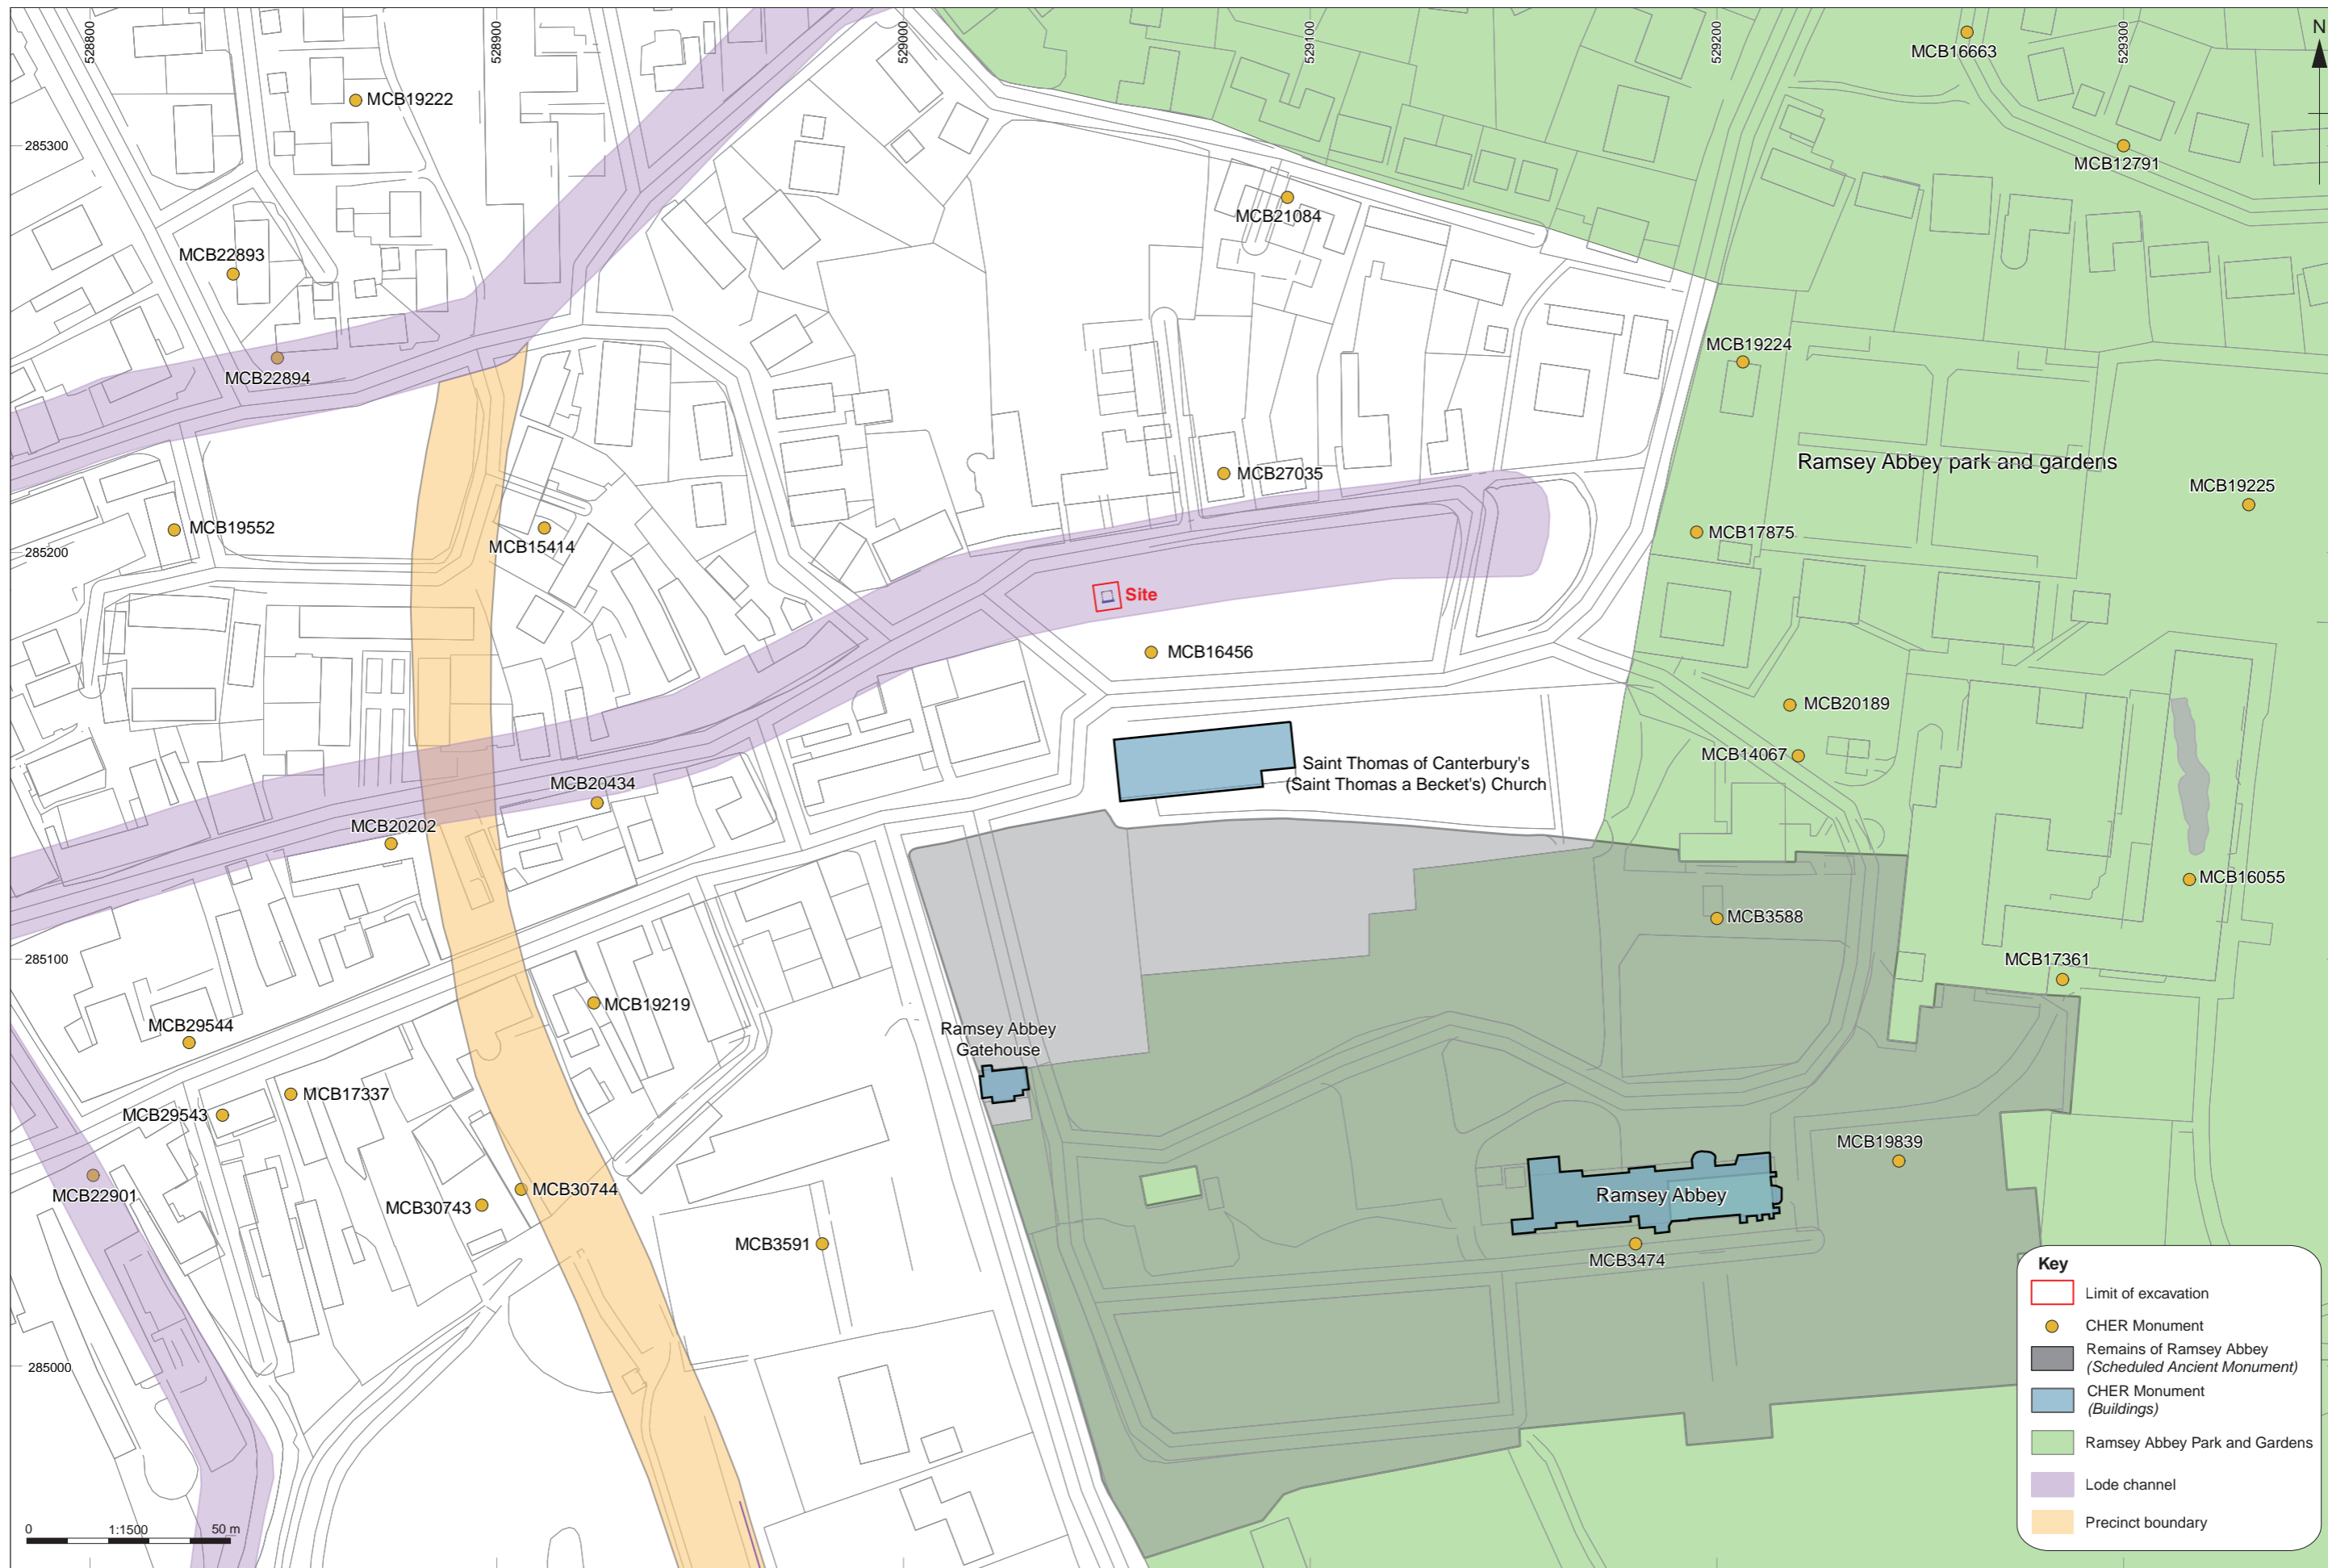 528800
528900
529000
529100
529200
529300
N
MCB16663
MCB19222
285300
MCB12791
MCB21084
MCB22893
MCB19224
MCB22894
Ramsey Abbey park and gardens
MCB27035
MCB19225
MCB19552
MCB17875
MCB15414
285200
Site
MCB16456
MCB20189
MCB14067
Saint Thomas of Canterbury's
(Saint Thomas a Becket's) Church
MCB20434
MCB20202
MCB16055
MCB3588
285100
MCB17361
MCB19219
MCB29544
Ramsey Abbey
Gatehouse
MCB17337
MCB29543
MCB19839
MCB22901
MCB30744
Ramsey Abbey
MCB30743
MCB3591
MCB3474
285000
Key
Limit of excavation
CHER Monument
Remains of Ramsey Abbey
(Scheduled Ancient Monument)
CHER Monument
(Buildings)
Ramsey Abbey Park and Gardens
Lode channel
Precinct boundary
0 1:1500 50 m